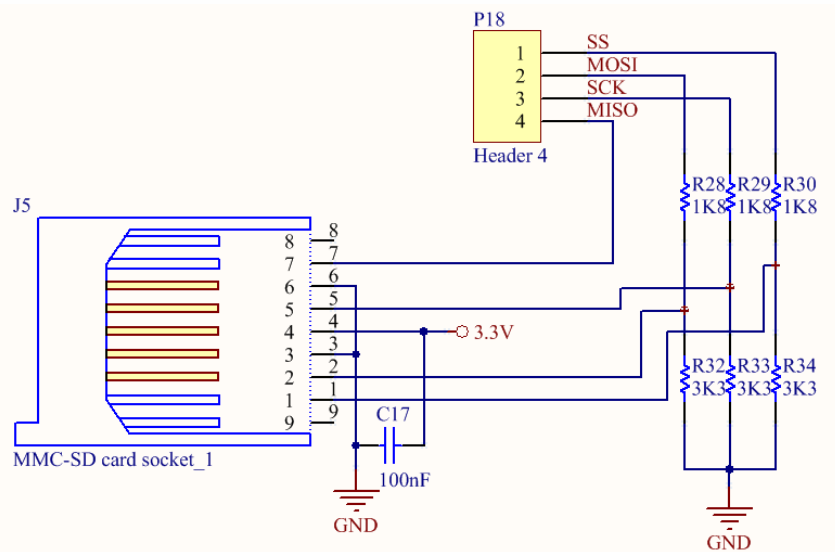 P18
1 SS
2 MOSI
3 SCK
4 MISO
Header 4
R28 R29 R30
1K8 1K8 1K8
J5
8 8
7 7
6 6
5 5
4 4
3.3V
3 3
2 2
1 1
9 9
R32 R33 R34
3K3 3K3 3K3
C17
100nF
MMC-SD card socket_1
GND
GND